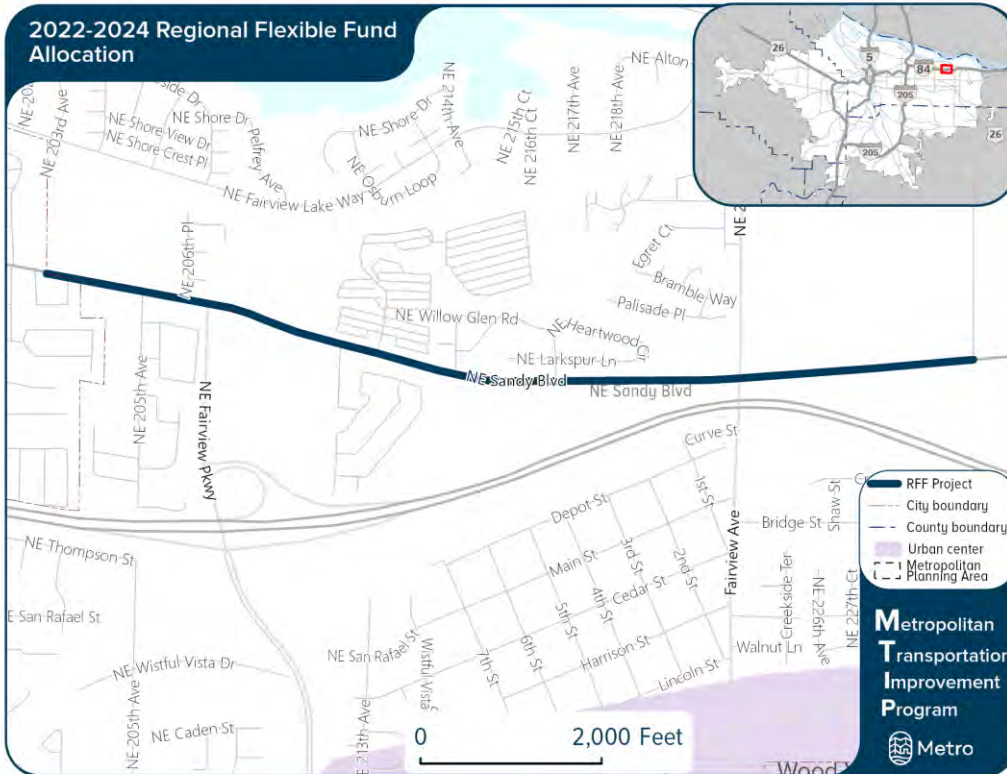 2022-2024 Regional Flexible Fund
Allocation
26
5
84
205
26
205
NE 203rd Ave
NE Shore Dr
NE Shore View Dr
NE Shore Crest Pl
Pelfrey Ave
NE Shore Dr
NE 214th Ave
NE Osburn Loop
NE Fairview Lake Way
NE 215th Ct
NE 216th Ct
NE 217th Ave
NE 218th Ave
NE Alton
NE 206th Pl
Egret Ct
Bramble Way
Palisade Pl
NE Willow Glen Rd
NE Heartwood Cir
NE Larkspur Ln
NE Sandy Blvd
NE Sandy Blvd
NE 205th Ave
NE Fairview Pkwy
Curve St
1st St
Depot St
Main St
3rd St
2nd St
Cedar St
4th St
5th St
6th St
7th St
Harrison St
Lincoln St
Fairview Ave
Bridge St
Shaw St
Creekside Ter
NE 226th Ave
NE 227th Ct
Walnut Ln
NE Thompson St
E San Rafael St
NE San Rafael St
Wistful Vista
NE Wistful Vista Dr
NE 205th Ave
NE Caden St
NE 213th Ave
0 2,000 Feet
RFF Project
City boundary
County boundary
Urban center
Metropolitan
Planning Area
Metropolitan
Transportation
Improvement
Program
Metro